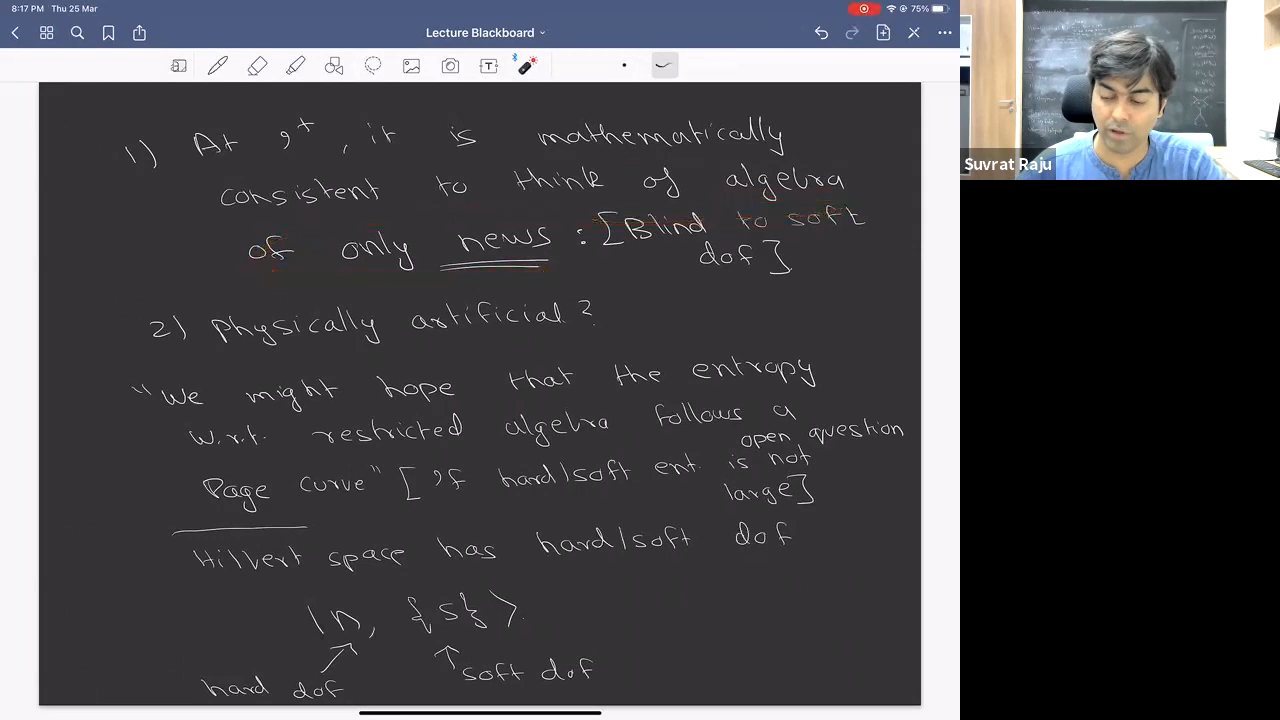 8:17 PM Thu 25 Mar
75%
Lecture Blackboard
Suvrat Raju
1) At I+, it is mathematically
consistent to think of algebra
of only news : [Blind to soft
dof].
2) Physically artificial?
"We might hope that the entropy
w.r.t. restricted algebra follows a
open question
Page curve" [if hard/soft ent. is not
large]
Hilbert space has hard/soft dof
|n, {s}>.
hard dof
soft dof